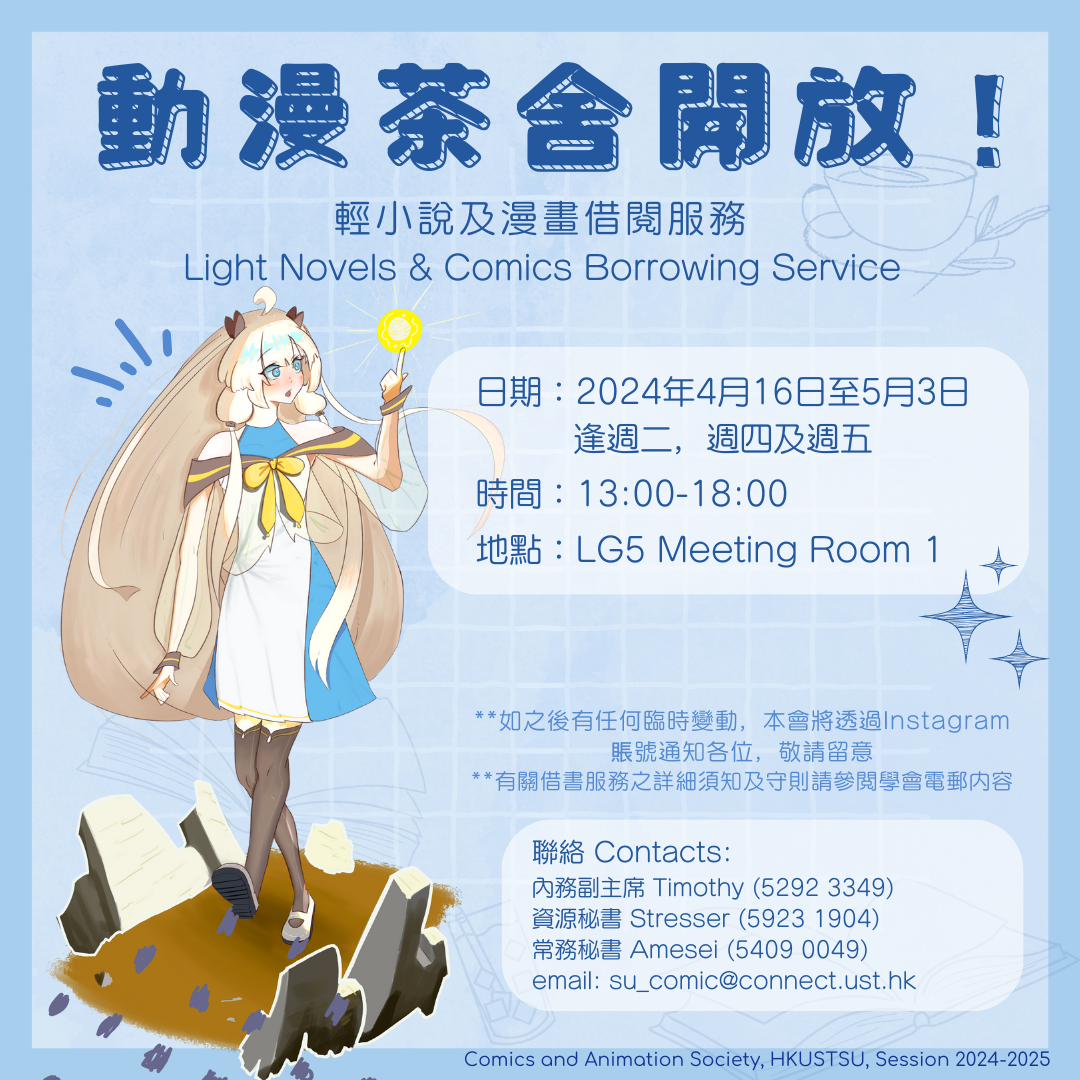 動漫茶舍開放！
輕小說及漫畫借閱服務
Light Novels & Comics Borrowing Service
日期：2024年4月16日至5月3日
逢週二，週四及週五
時間：13:00-18:00
地點：LG5 Meeting Room 1
**如之後有任何臨時變動，本會將透過Instagram
賬號通知各位，敬請留意
**有關借書服務之詳細須知及守則請參閱學會電郵內容
聯絡 Contacts:
內務副主席 Timothy (5292 3349)
資源秘書 Stresser (5923 1904)
常務秘書 Amesei (5409 0049)
email: su_comic@connect.ust.hk
Comics and Animation Society, HKUSTSU, Session 2024-2025